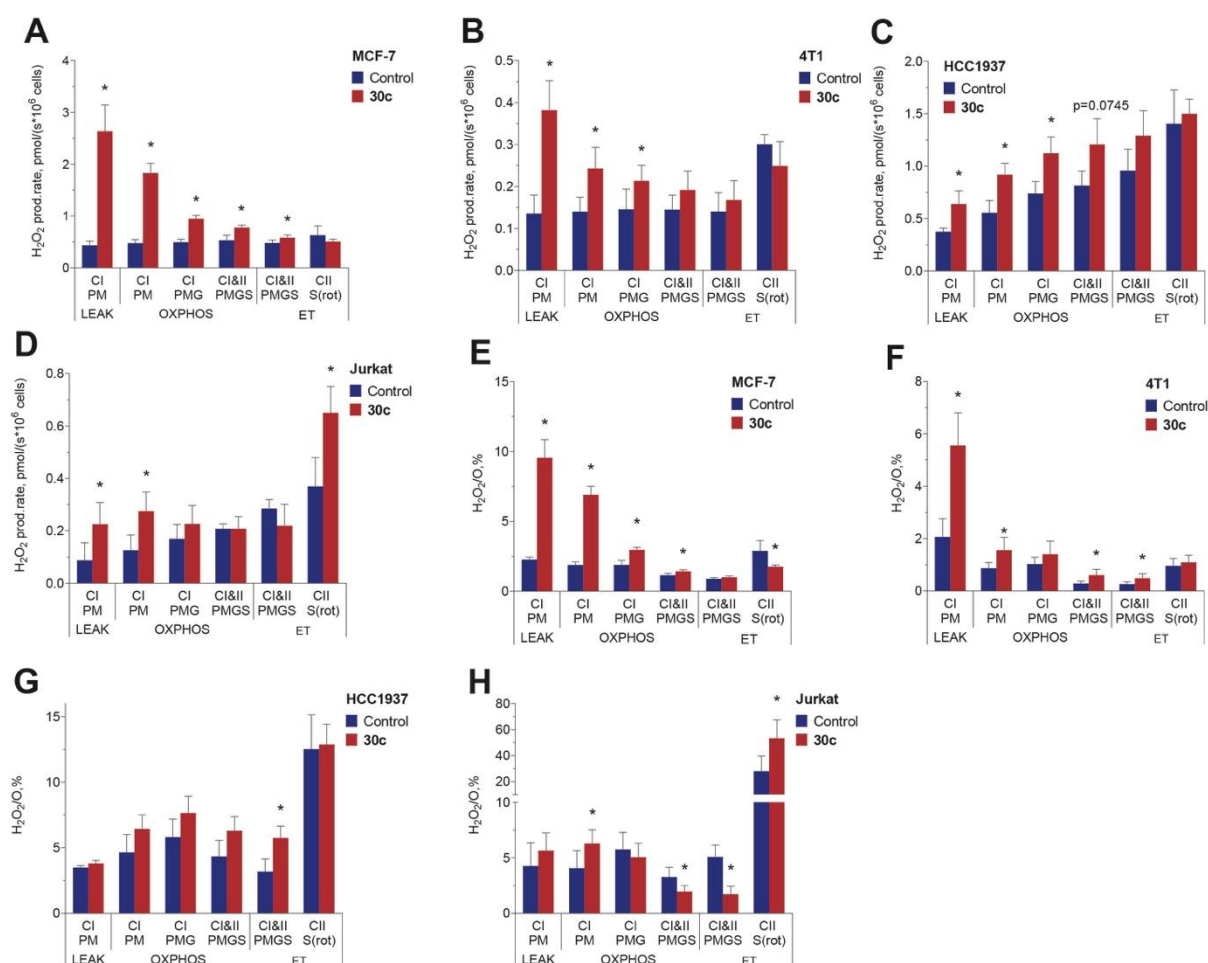 A
MCF-7
Control
30c
H₂O₂ prod.rate, pmol/(s*10⁶ cells)
4
3
2
1
0
* * * * *
CI CI CI CI&II CI&II CII
PM PM PMG PMGS PMGS S(rot)
LEAK OXPHOS ET
B
4T1
Control
30c
H₂O₂ prod.rate, pmol/(s*10⁶ cells)
0.5
0.4
0.3
0.2
0.1
0.0
* * *
CI CI CI CI&II CI&II CII
PM PM PMG PMGS PMGS S(rot)
LEAK OXPHOS ET
C
HCC1937
Control
30c
H₂O₂ prod.rate, pmol/(s*10⁶ cells)
2.0
1.5
1.0
0.5
0.0
* * * p=0.0745
CI CI CI CI&II CI&II CII
PM PM PMG PMGS PMGS S(rot)
LEAK OXPHOS ET
D
Jurkat
Control
30c
H₂O₂ prod.rate, pmol/(s*10⁶ cells)
0.8
0.6
0.4
0.2
0.0
* * *
CI CI CI CI&II CI&II CII
PM PM PMG PMGS PMGS S(rot)
LEAK OXPHOS ET
E
MCF-7
Control
30c
H₂O₂/O,%
15
10
5
0
* * * * *
CI CI CI CI&II CI&II CII
PM PM PMG PMGS PMGS S(rot)
LEAK OXPHOS ET
F
4T1
Control
30c
H₂O₂/O,%
8
6
4
2
0
* * * *
CI CI CI CI&II CI&II CII
PM PM PMG PMGS PMGS S(rot)
LEAK OXPHOS ET
G
HCC1937
Control
30c
H₂O₂/O,%
15
10
5
0
*
CI CI CI CI&II CI&II CII
PM PM PMG PMGS PMGS S(rot)
LEAK OXPHOS ET
H
Jurkat
Control
30c
H₂O₂/O,%
80
60
40
20
10
5
0
* * * *
CI CI CI CI&II CI&II CII
PM PM PMG PMGS PMGS S(rot)
LEAK OXPHOS ET